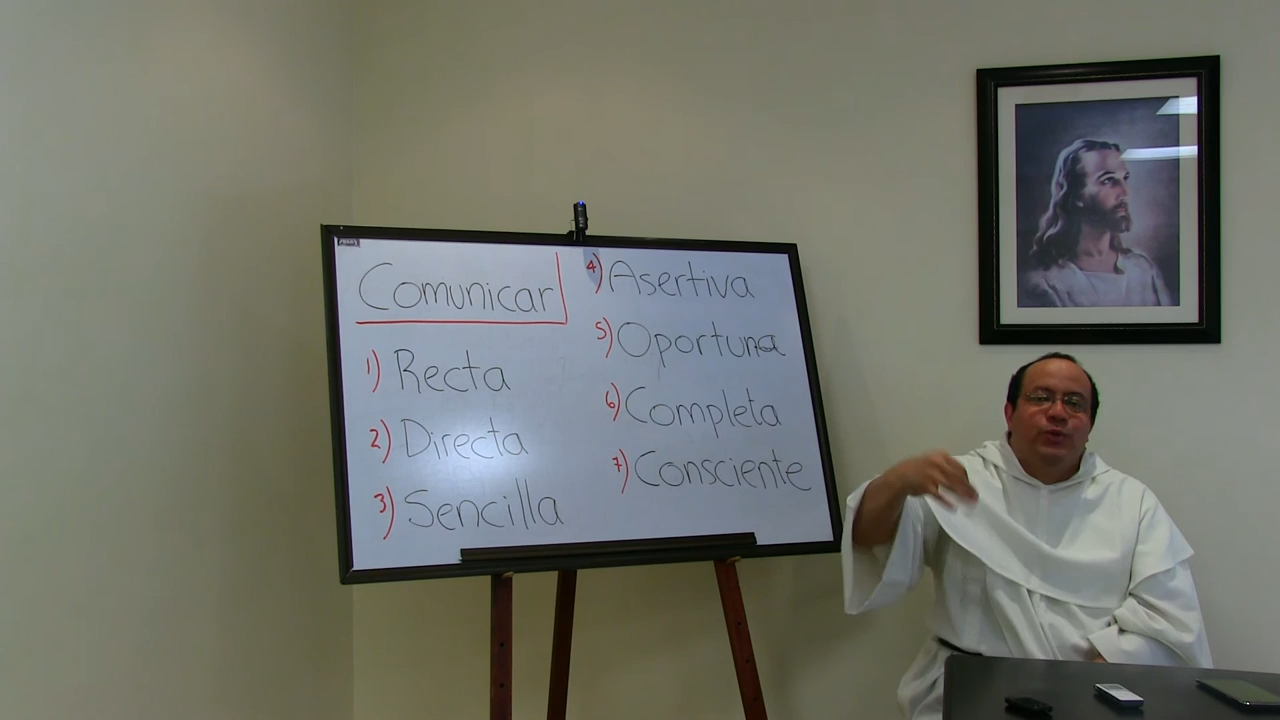 Comunicar
1) Recta
2) Directa
3) Sencilla
4) Asertiva
5) Oportuna
6) Completa
7) Consciente